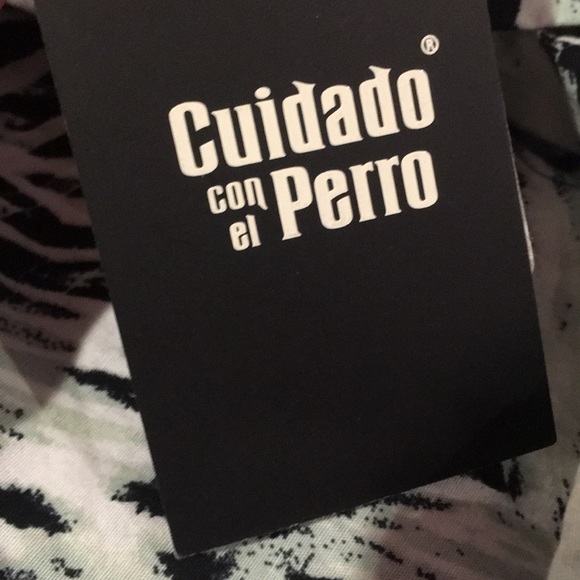 Cuidado®
con
el Perro